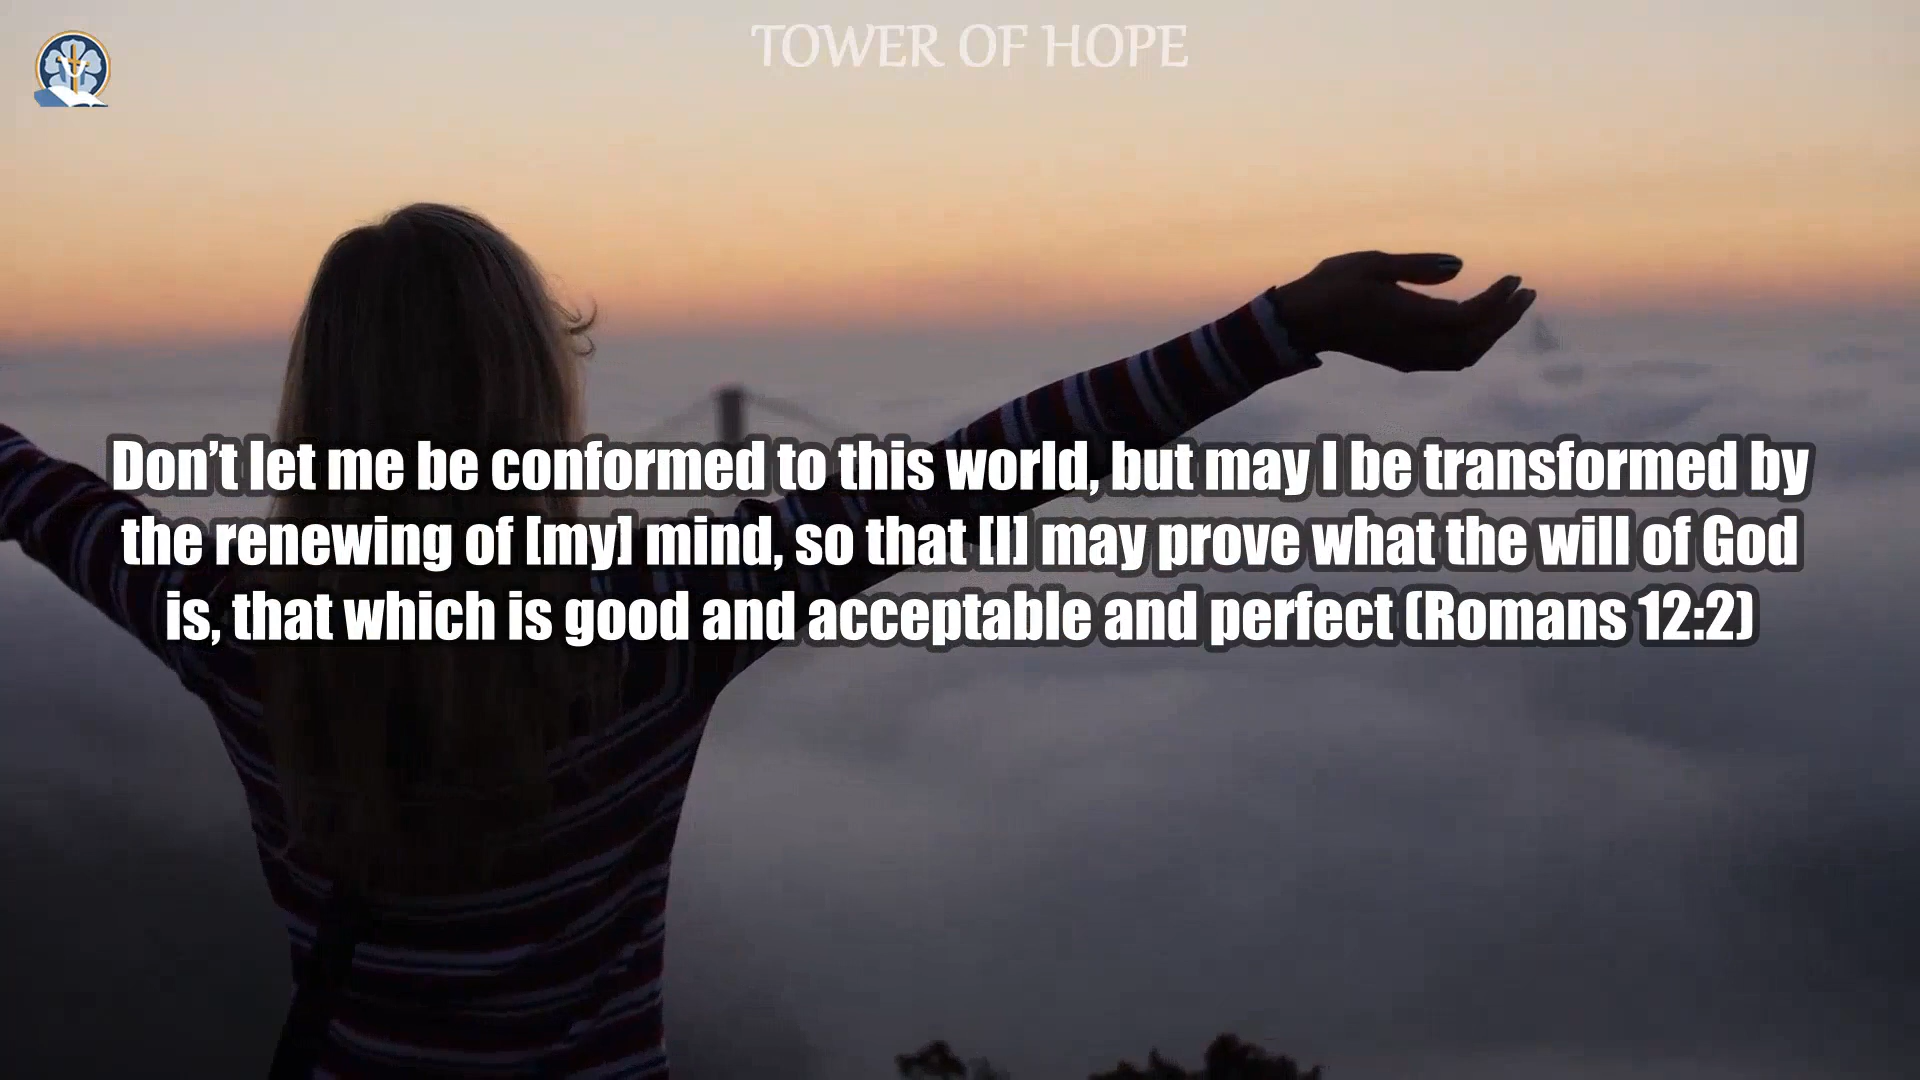 TOWER OF HOPE
Don’t let me be conformed to this world, but may I be transformed by
the renewing of [my] mind, so that [I] may prove what the will of God
is, that which is good and acceptable and perfect (Romans 12:2)